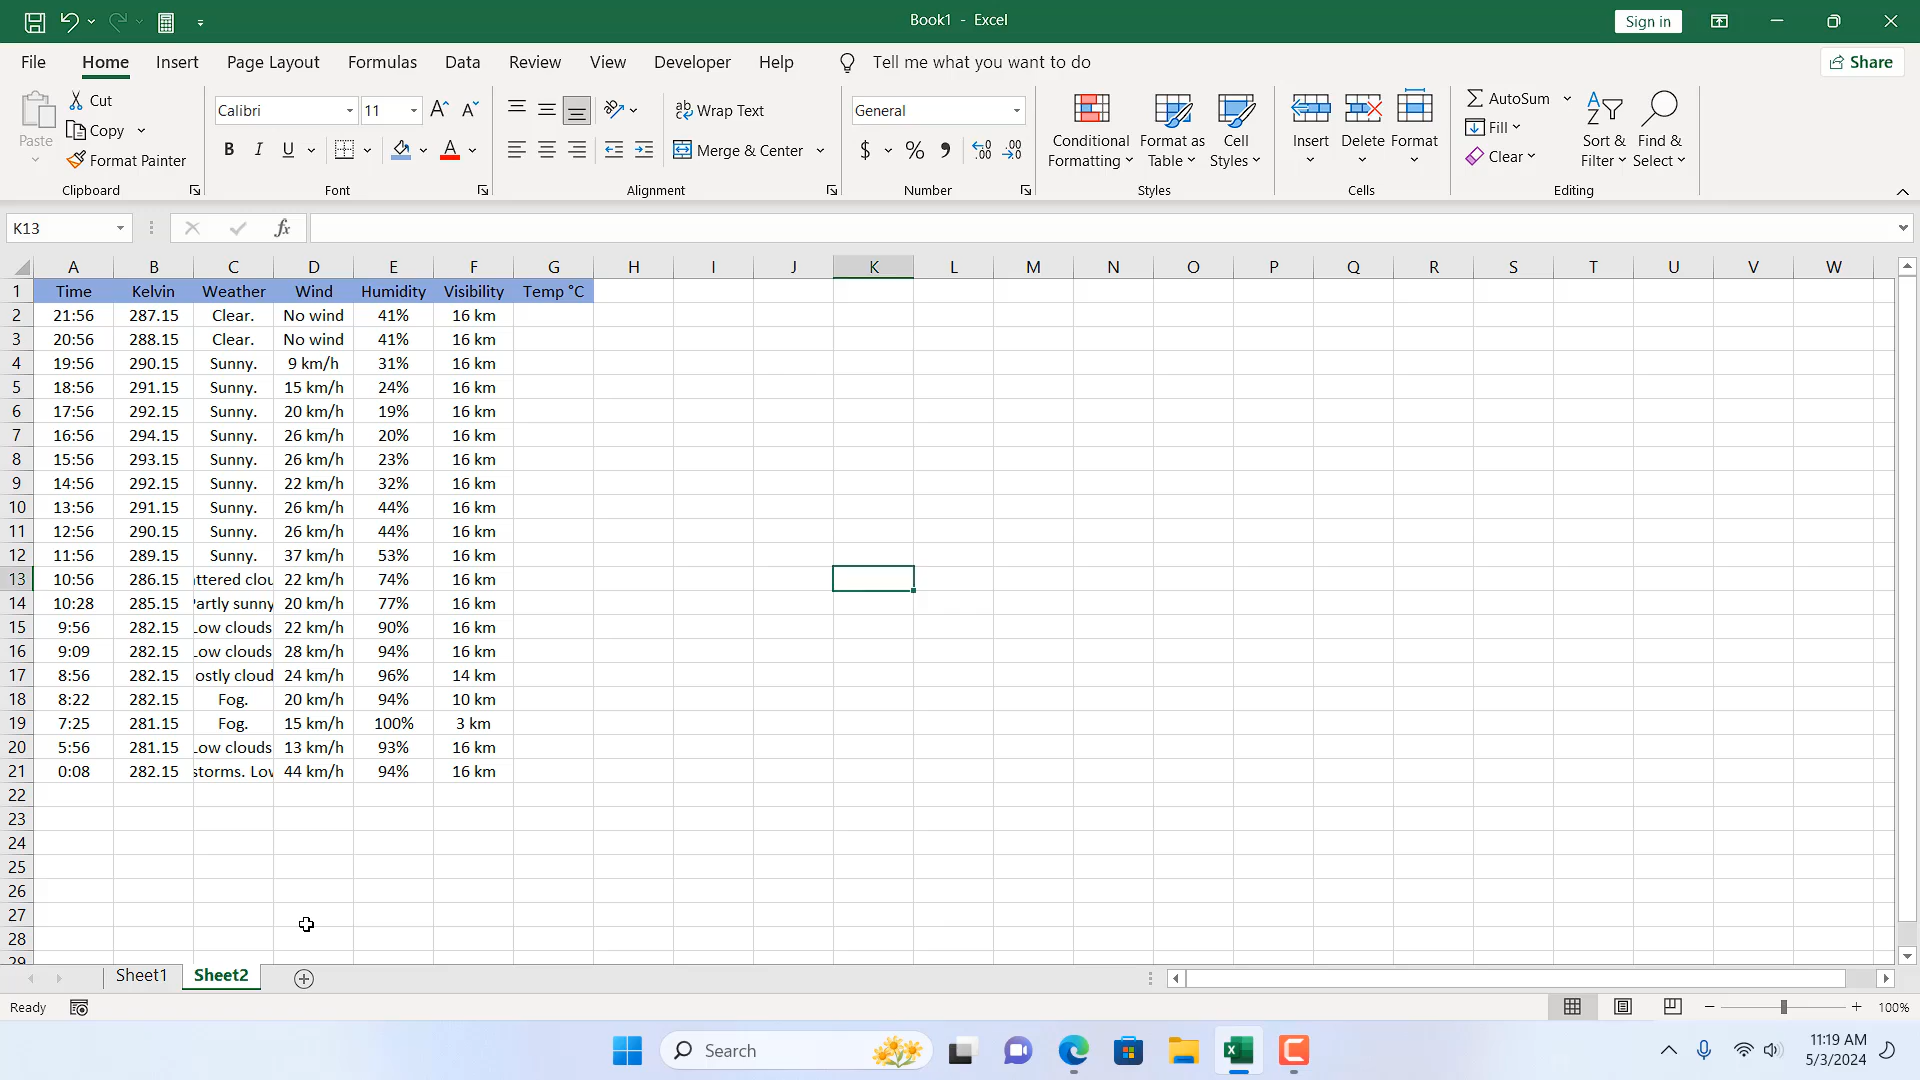 Book1 - Excel
Sign in
File Home Insert Page Layout Formulas Data Review View Developer Help Tell me what you want to do Share
Paste
Cut
Copy
Format Painter
Clipboard
Calibri 11
B I U
Font
Wrap Text
Merge & Center
Alignment
General
$ % 9
Number
Conditional Formatting
Format as Table
Cell Styles
Styles
Insert Delete Format
Cells
AutoSum
Fill
Clear
Sort & Filter
Find & Select
Editing
K13 fx
A B C D E F G H I J K L M N O P Q R S T U V W
1 Time Kelvin Weather Wind Humidity Visibility Temp °C
2 21:56 287.15 Clear. No wind 41% 16 km
3 20:56 288.15 Clear. No wind 41% 16 km
4 19:56 290.15 Sunny. 9 km/h 31% 16 km
5 18:56 291.15 Sunny. 15 km/h 24% 16 km
6 17:56 292.15 Sunny. 20 km/h 19% 16 km
7 16:56 294.15 Sunny. 26 km/h 20% 16 km
8 15:56 293.15 Sunny. 26 km/h 23% 16 km
9 14:56 292.15 Sunny. 22 km/h 32% 16 km
10 13:56 291.15 Sunny. 26 km/h 44% 16 km
11 12:56 290.15 Sunny. 26 km/h 44% 16 km
12 11:56 289.15 Sunny. 37 km/h 53% 16 km
13 10:56 286.15 ttered clou 22 km/h 74% 16 km
14 10:28 285.15 Partly sunny 20 km/h 77% 16 km
15 9:56 282.15 Low clouds 22 km/h 90% 16 km
16 9:09 282.15 Low clouds 28 km/h 94% 16 km
17 8:56 282.15 ostly cloud 24 km/h 96% 14 km
18 8:22 282.15 Fog. 20 km/h 94% 10 km
19 7:25 281.15 Fog. 15 km/h 100% 3 km
20 5:56 281.15 Low clouds 13 km/h 93% 16 km
21 0:08 282.15 storms. Low 44 km/h 94% 16 km
22
23
24
25
26
27
28
29
Sheet1 Sheet2
Ready 100%
Search
11:19 AM
5/3/2024